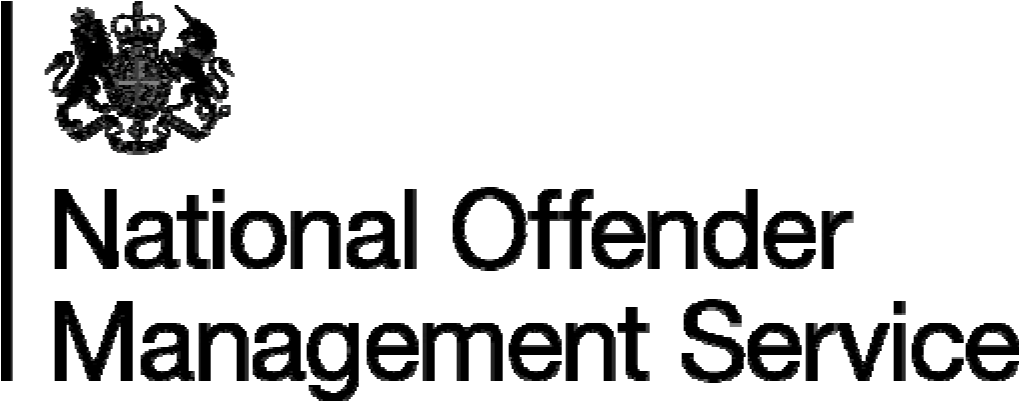 National Offender
Management Service